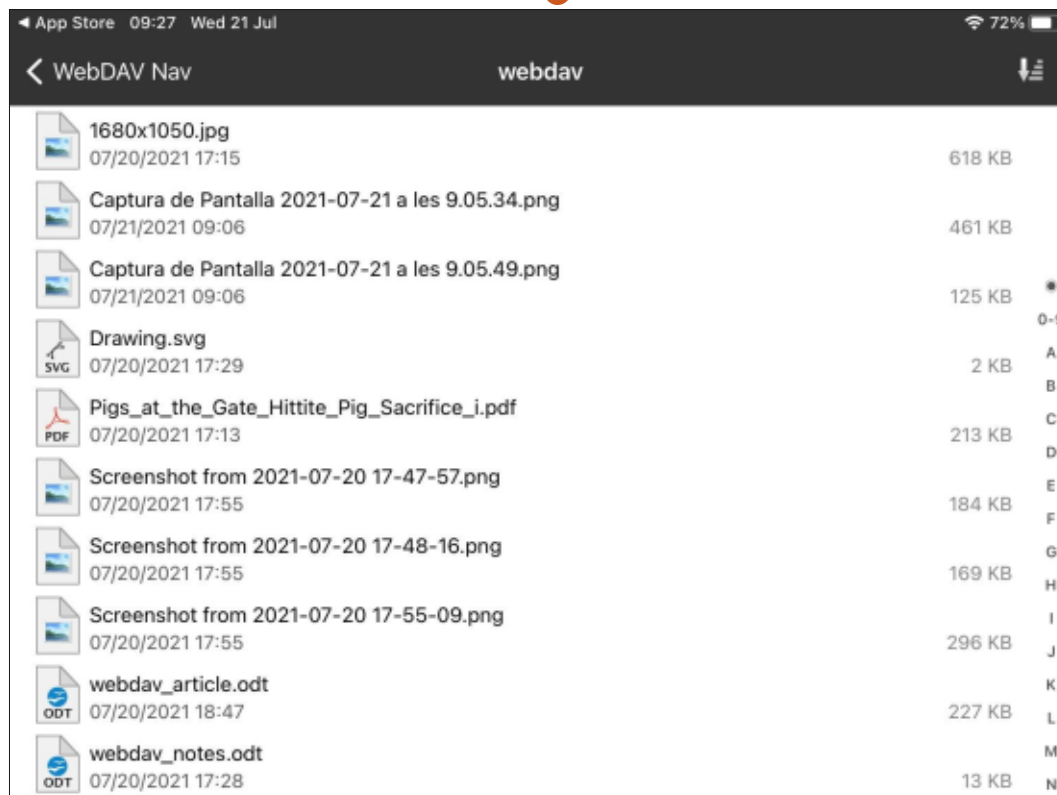 ◀ App Store 09:27 Wed 21 Jul 72%
WebDAV Nav webdav
1680x1050.jpg
07/20/2021 17:15 618 KB
Captura de Pantalla 2021-07-21 a les 9.05.34.png
07/21/2021 09:06 461 KB
Captura de Pantalla 2021-07-21 a les 9.05.49.png
07/21/2021 09:06 125 KB
SVG Drawing.svg
07/20/2021 17:29 2 KB
PDF Pigs_at_the_Gate_Hittite_Pig_Sacrifice_i.pdf
07/20/2021 17:13 213 KB
Screenshot from 2021-07-20 17-47-57.png
07/20/2021 17:55 184 KB
Screenshot from 2021-07-20 17-48-16.png
07/20/2021 17:55 169 KB
Screenshot from 2021-07-20 17-55-09.png
07/20/2021 17:55 296 KB
ODT webdav_article.odt
07/20/2021 18:47 227 KB
ODT webdav_notes.odt
07/20/2021 17:28 13 KB
A
B
C
D
E
F
G
H
I
J
K
L
M
N